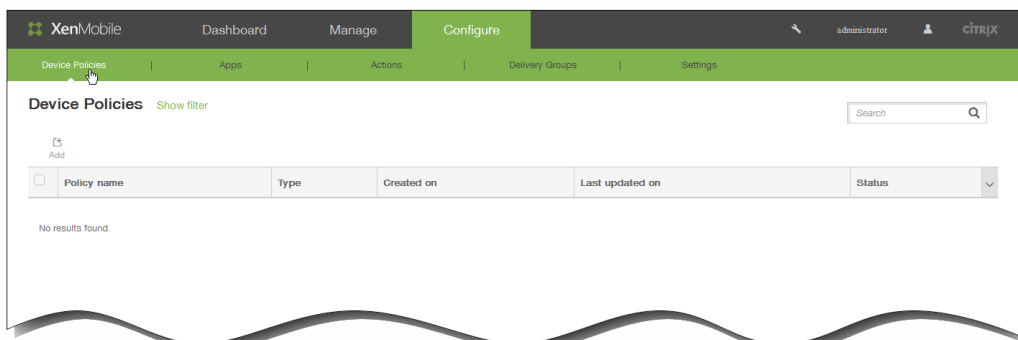 XenMobile Dashboard Manage Configure administrator CITRIX
Device Policies | Apps | Actions | Delivery Groups | Settings
Device Policies Show filter
Search
Add
Policy name Type Created on Last updated on Status
No results found.